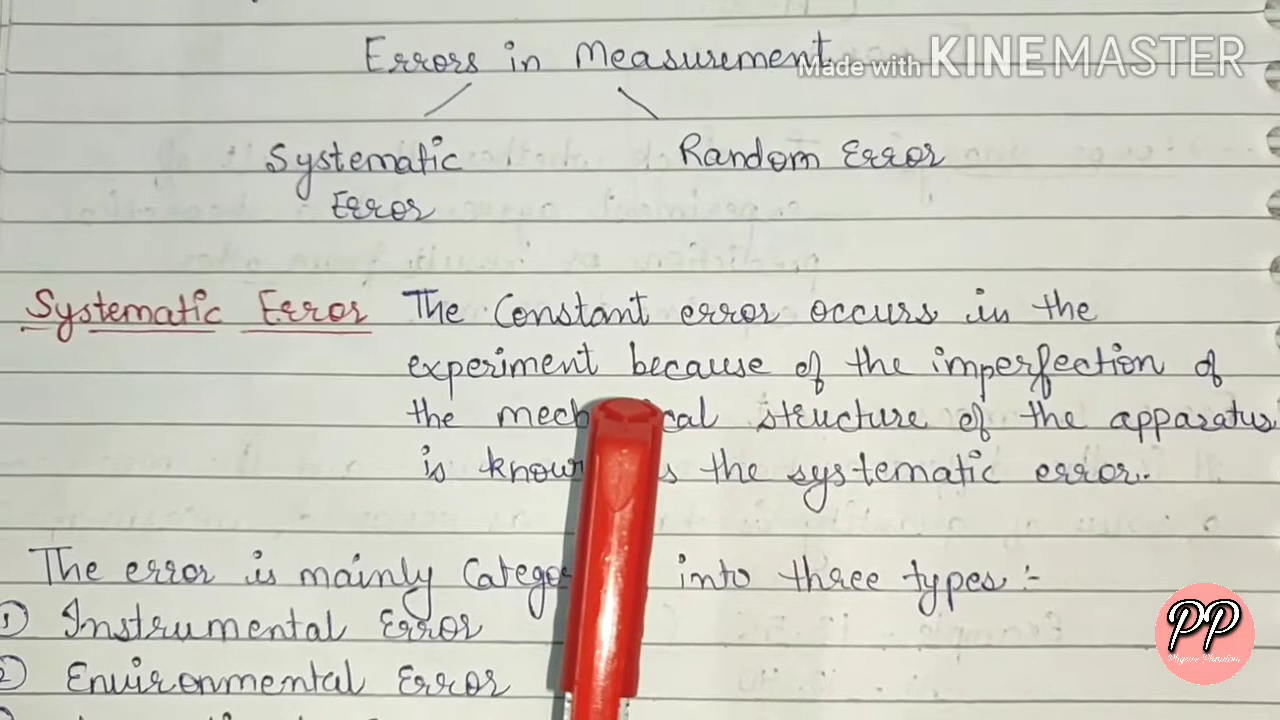 Errors in Measurement
Made with KINEMASTER
Systematic Random Error
Error
Systematic Error The Constant error occurs in the
experiment because of the imperfection of
the structure of the apparatus
is the systematic error.
The error is mainly into three types :-
① Instrumental Error
② Environmental Error
PP